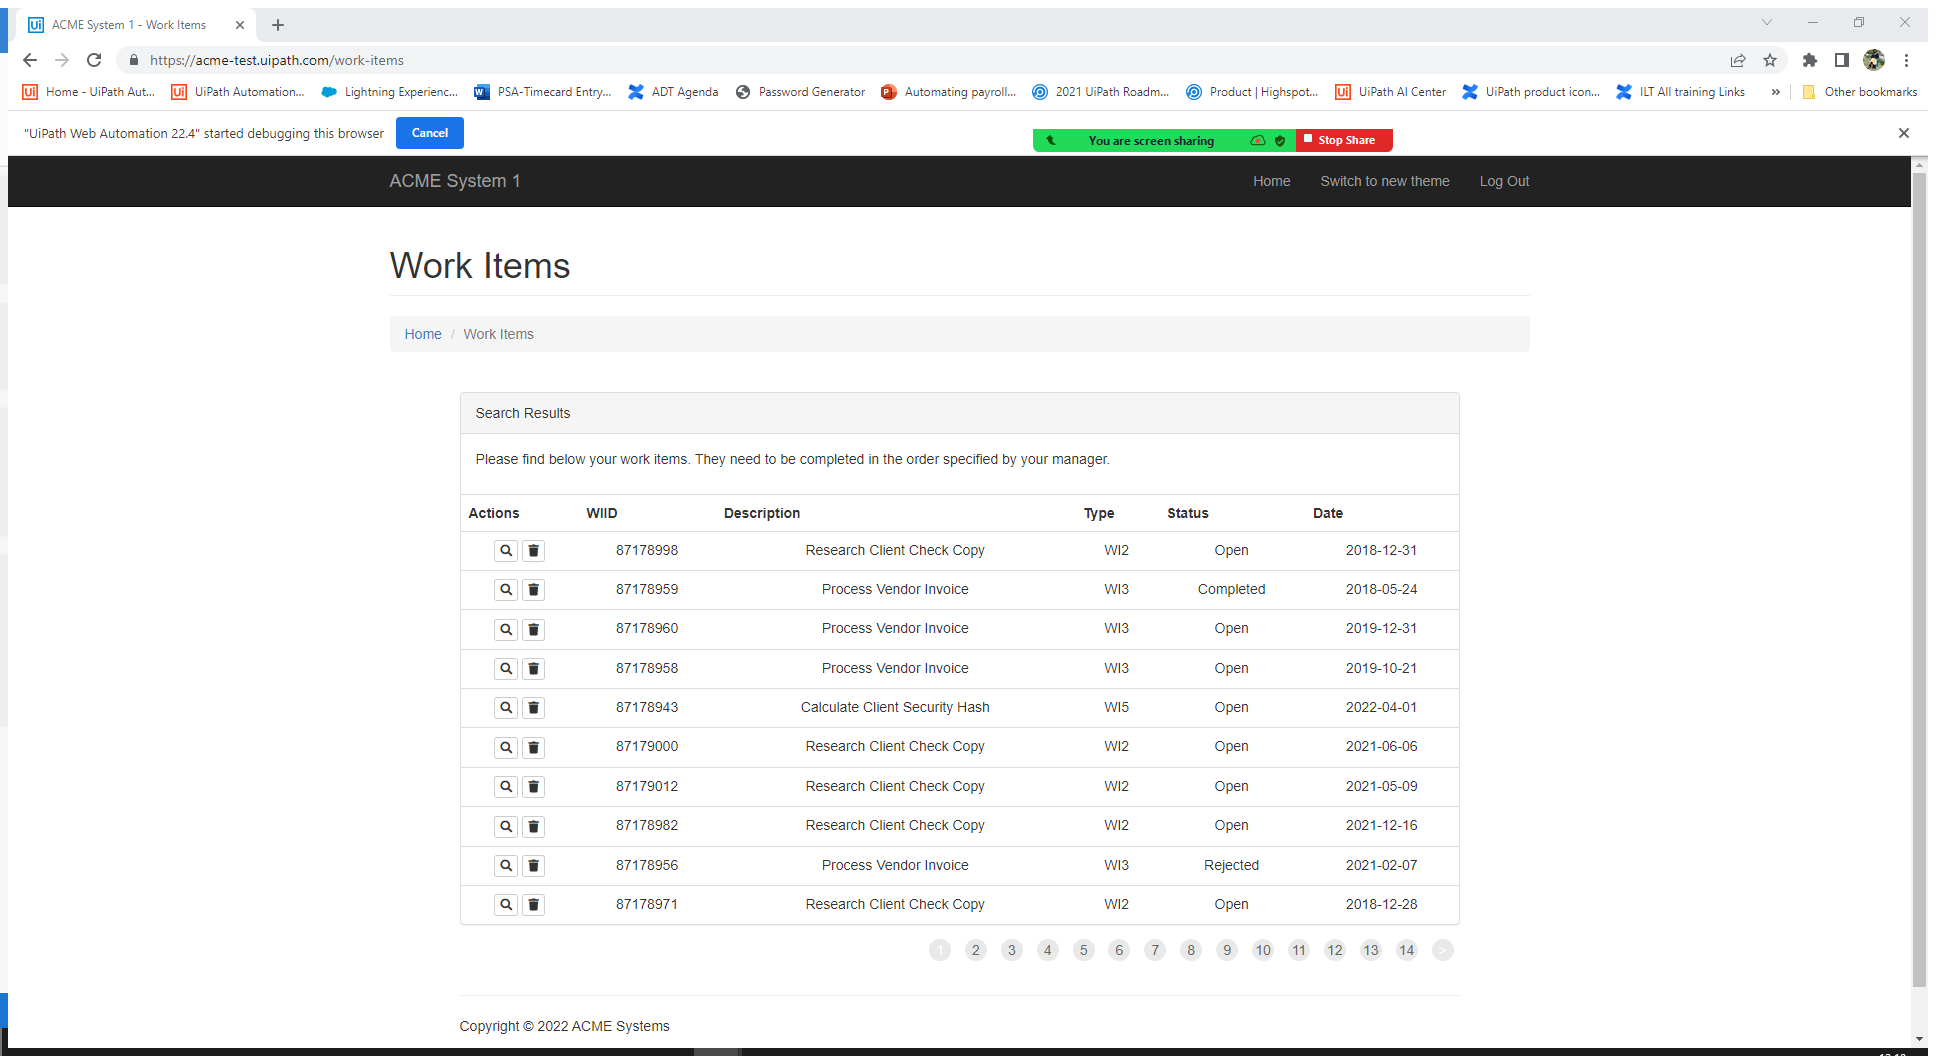 ACME System 1 - Work Items
https://acme-test.uipath.com/work-items
Home - UiPath Aut... UiPath Automation... Lightning Experienc... PSA-Timecard Entry... ADT Agenda Password Generator Automating payroll... 2021 UiPath Roadm... Product | Highspot... UiPath AI Center UiPath product icon... ILT All training Links » Other bookmarks
"UiPath Web Automation 22.4" started debugging this browser Cancel
You are screen sharing Stop Share
ACME System 1 Home Switch to new theme Log Out
Work Items
Home / Work Items
Search Results
Please find below your work items. They need to be completed in the order specified by your manager.
Actions WIID Description Type Status Date
87178998 Research Client Check Copy WI2 Open 2018-12-31
87178959 Process Vendor Invoice WI3 Completed 2018-05-24
87178960 Process Vendor Invoice WI3 Open 2019-12-31
87178958 Process Vendor Invoice WI3 Open 2019-10-21
87178943 Calculate Client Security Hash WI5 Open 2022-04-01
87179000 Research Client Check Copy WI2 Open 2021-06-06
87179012 Research Client Check Copy WI2 Open 2021-05-09
87178982 Research Client Check Copy WI2 Open 2021-12-16
87178956 Process Vendor Invoice WI3 Rejected 2021-02-07
87178971 Research Client Check Copy WI2 Open 2018-12-28
1 2 3 4 5 6 7 8 9 10 11 12 13 14 >
Copyright © 2022 ACME Systems